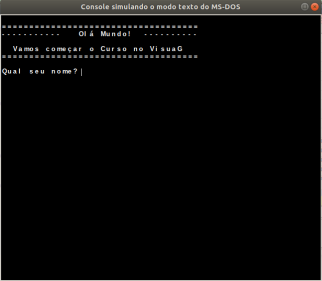 Console simulando o modo texto do MS-DOS
====================================
----------- Olá Mundo! ----------
Vamos começar o Curso no VisuaG
====================================
Qual seu nome?